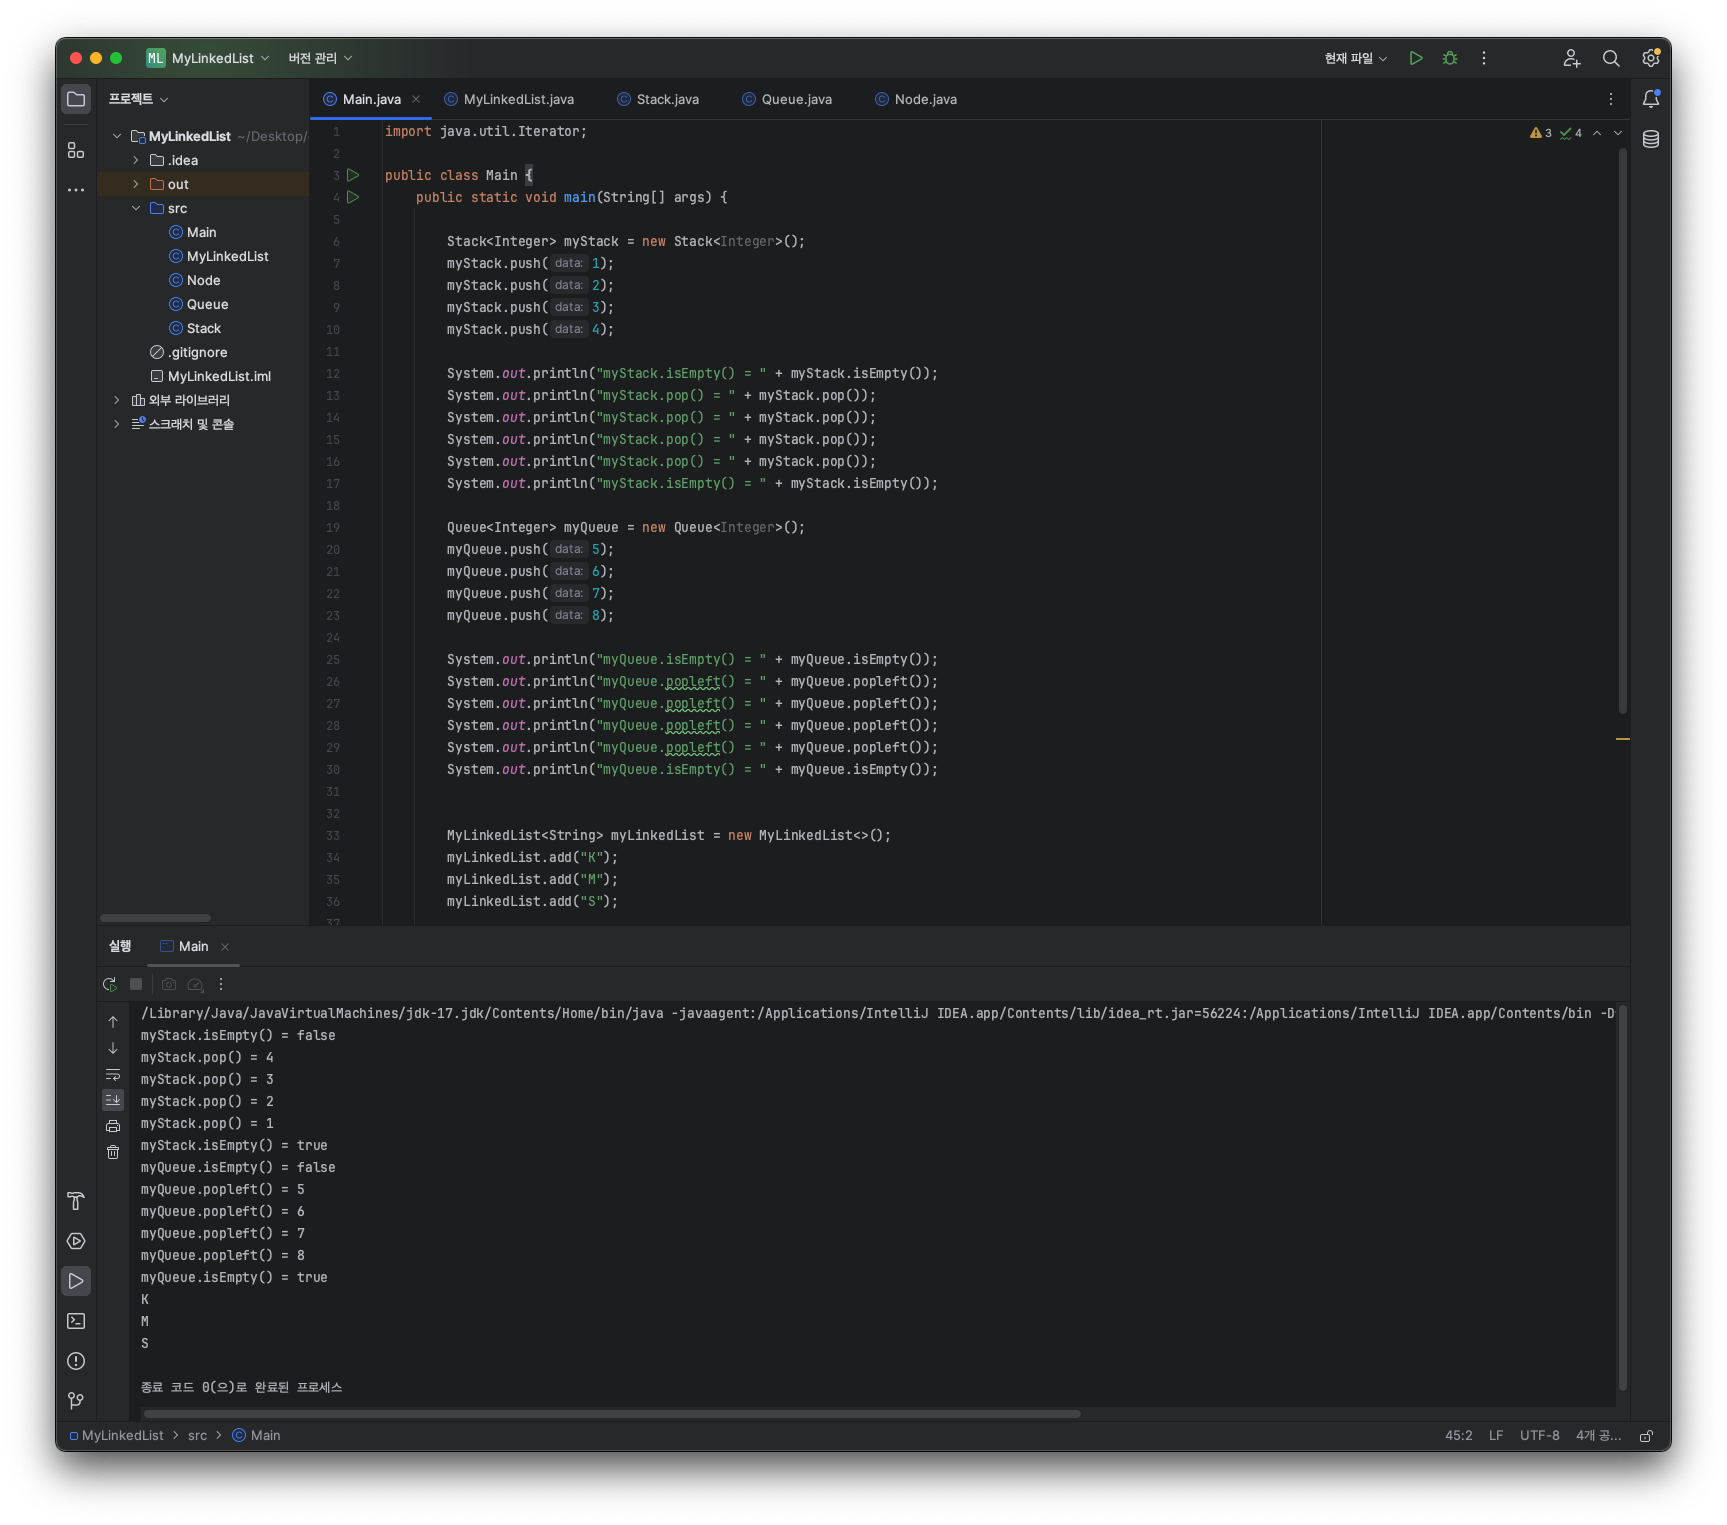 ML MyLinkedList 버전 관리 현재 파일
프로젝트
Main.java MyLinkedList.java Stack.java Queue.java Node.java
MyLinkedList ~/Desktop/
.idea
out
src
Main
MyLinkedList
Node
Queue
Stack
.gitignore
MyLinkedList.iml
외부 라이브러리
스크래치 및 콘솔
3 4
1 import java.util.Iterator;
2
3 public class Main {
4 public static void main(String[] args) {
5
6 Stack<Integer> myStack = new Stack<Integer>();
7 myStack.push( data: 1);
8 myStack.push( data: 2);
9 myStack.push( data: 3);
10 myStack.push( data: 4);
11
12 System.out.println("myStack.isEmpty() = " + myStack.isEmpty());
13 System.out.println("myStack.pop() = " + myStack.pop());
14 System.out.println("myStack.pop() = " + myStack.pop());
15 System.out.println("myStack.pop() = " + myStack.pop());
16 System.out.println("myStack.pop() = " + myStack.pop());
17 System.out.println("myStack.isEmpty() = " + myStack.isEmpty());
18
19 Queue<Integer> myQueue = new Queue<Integer>();
20 myQueue.push( data: 5);
21 myQueue.push( data: 6);
22 myQueue.push( data: 7);
23 myQueue.push( data: 8);
24
25 System.out.println("myQueue.isEmpty() = " + myQueue.isEmpty());
26 System.out.println("myQueue.popleft() = " + myQueue.popleft());
27 System.out.println("myQueue.popleft() = " + myQueue.popleft());
28 System.out.println("myQueue.popleft() = " + myQueue.popleft());
29 System.out.println("myQueue.popleft() = " + myQueue.popleft());
30 System.out.println("myQueue.isEmpty() = " + myQueue.isEmpty());
31
32
33 MyLinkedList<String> myLinkedList = new MyLinkedList<>();
34 myLinkedList.add("K");
35 myLinkedList.add("M");
36 myLinkedList.add("S");
37
실행 Main
/Library/Java/JavaVirtualMachines/jdk-17.jdk/Contents/Home/bin/java -javaagent:/Applications/IntelliJ IDEA.app/Contents/lib/idea_rt.jar=56224:/Applications/IntelliJ IDEA.app/Contents/bin -D
myStack.isEmpty() = false
myStack.pop() = 4
myStack.pop() = 3
myStack.pop() = 2
myStack.pop() = 1
myStack.isEmpty() = true
myQueue.isEmpty() = false
myQueue.popleft() = 5
myQueue.popleft() = 6
myQueue.popleft() = 7
myQueue.popleft() = 8
myQueue.isEmpty() = true
K
M
S
종료 코드 0(으)로 완료된 프로세스
MyLinkedList > src > Main 45:2 LF UTF-8 4개 공...